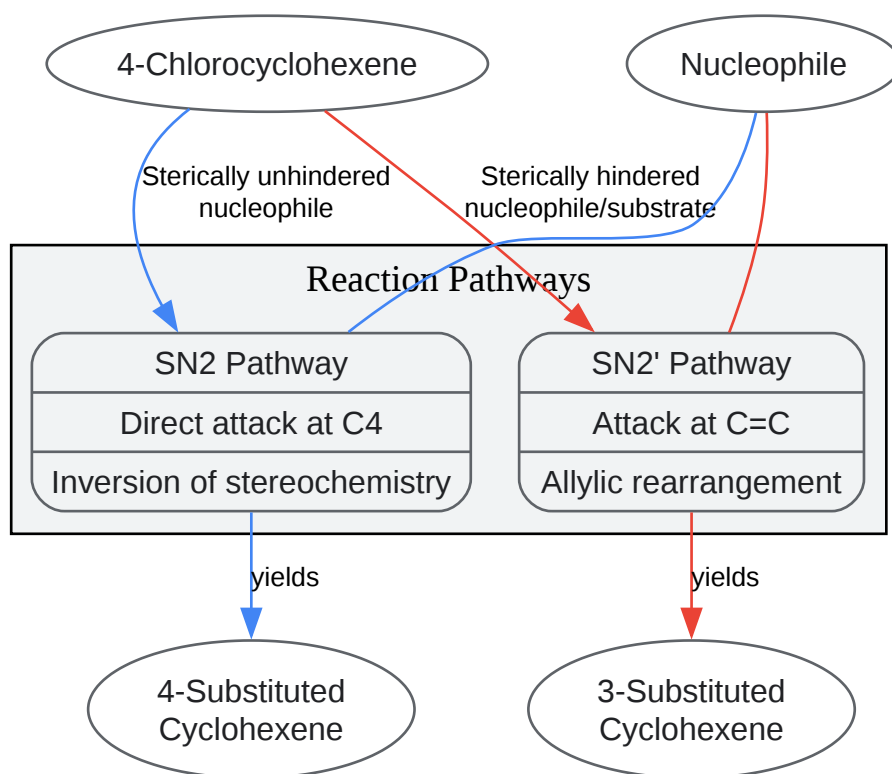 4-Chlorocyclohexene
Nucleophile
Sterically unhindered
nucleophile
Sterically hindered
nucleophile/substrate
Reaction Pathways
SN2 Pathway
Direct attack at C4
Inversion of stereochemistry
SN2' Pathway
Attack at C=C
Allylic rearrangement
yields
yields
4-Substituted
Cyclohexene
3-Substituted
Cyclohexene